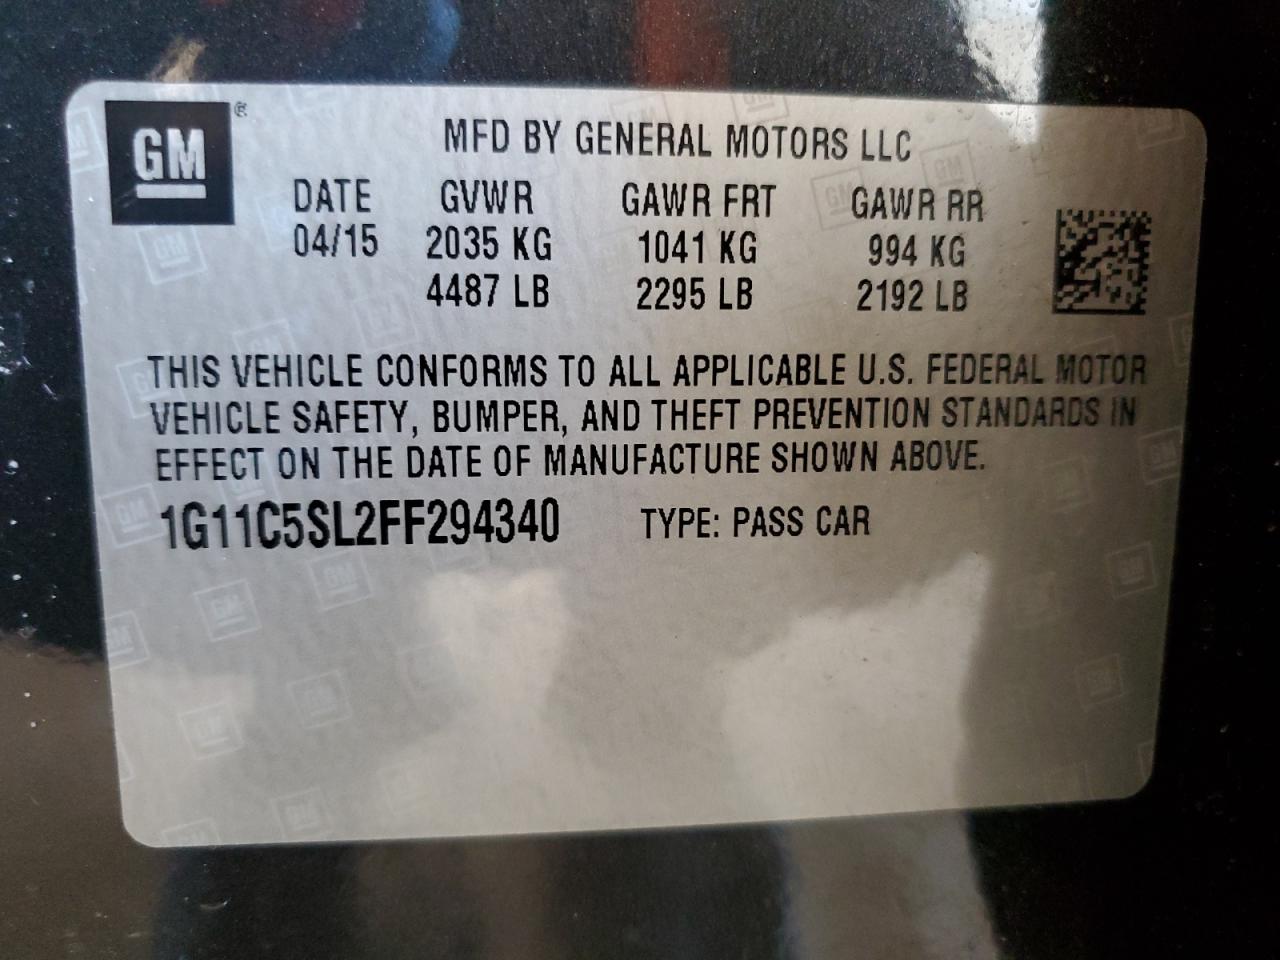 GM ®
MFD BY GENERAL MOTORS LLC
DATE GVWR GAWR FRT GAWR RR
04/15 2035 KG 1041 KG 994 KG
4487 LB 2295 LB 2192 LB
THIS VEHICLE CONFORMS TO ALL APPLICABLE U.S. FEDERAL MOTOR
VEHICLE SAFETY, BUMPER, AND THEFT PREVENTION STANDARDS IN
EFFECT ON THE DATE OF MANUFACTURE SHOWN ABOVE.
1G11C5SL2FF294340 TYPE: PASS CAR